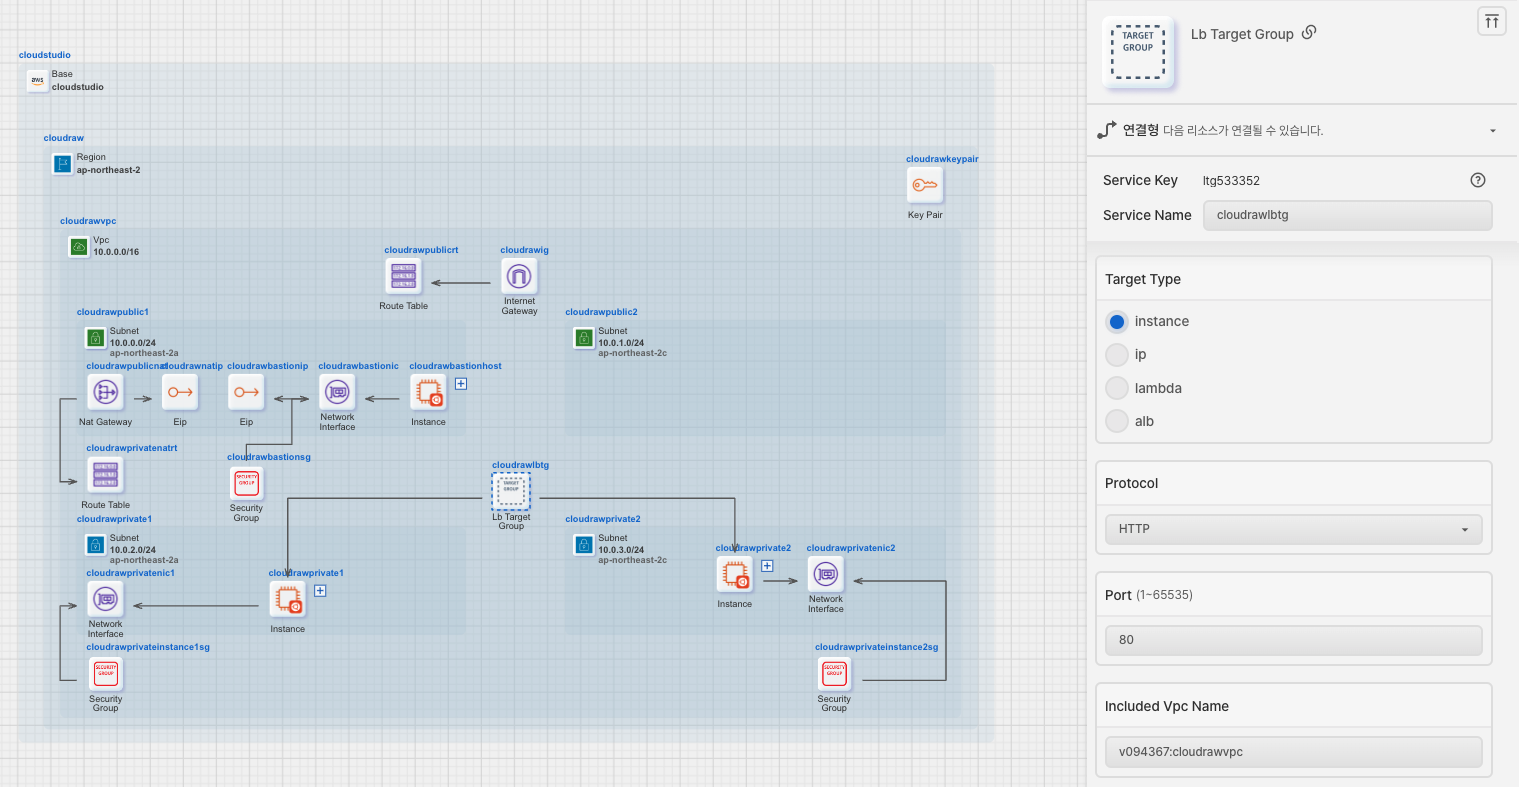 cloudstudio
aws
Base
cloudstudio
cloudraw
Region
ap-northeast-2
cloudrawkeypair
Key Pair
cloudrawvpc
Vpc
10.0.0.0/16
cloudrawpublicrt
Route Table
cloudrawig
Internet
Gateway
cloudrawpublic1
Subnet
10.0.0.0/24
ap-northeast-2a
cloudrawpublic2
Subnet
10.0.1.0/24
ap-northeast-2c
Nat Gateway
Eip
cloudrawbastionip
Eip
cloudrawbastionic
Network
Interface
cloudrawbastionhost
Instance
cloudrawprivatenatrt
Route Table
cloudrawbastionsg
SECURITY
GROUP
Security
Group
cloudrawlbtg
TARGET
GROUP
Lb Target
Group
cloudrawprivate1
Subnet
10.0.2.0/24
ap-northeast-2a
cloudrawprivate2
Subnet
10.0.3.0/24
ap-northeast-2c
cloudrawprivatenic1
Network
Interface
cloudrawprivate1
Instance
cloudrawprivate2
Instance
cloudrawprivatenic2
Network
Interface
cloudrawprivateinstance1sg
SECURITY
GROUP
Security
Group
cloudrawprivateinstance2sg
SECURITY
GROUP
Security
Group
TARGET
GROUP
Lb Target Group
연결형 다음 리소스가 연결될 수 있습니다.
Service Key ltg533352
Service Name cloudrawlbtg
Target Type
instance
ip
lambda
alb
Protocol
HTTP
Port (1~65535)
80
Included Vpc Name
v094367:cloudrawvpc